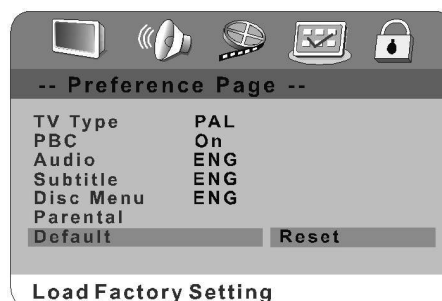 -- Preference Page --
TV Type PAL
PBC On
Audio ENG
Subtitle ENG
Disc Menu ENG
Parental
Default Reset
Load Factory Setting